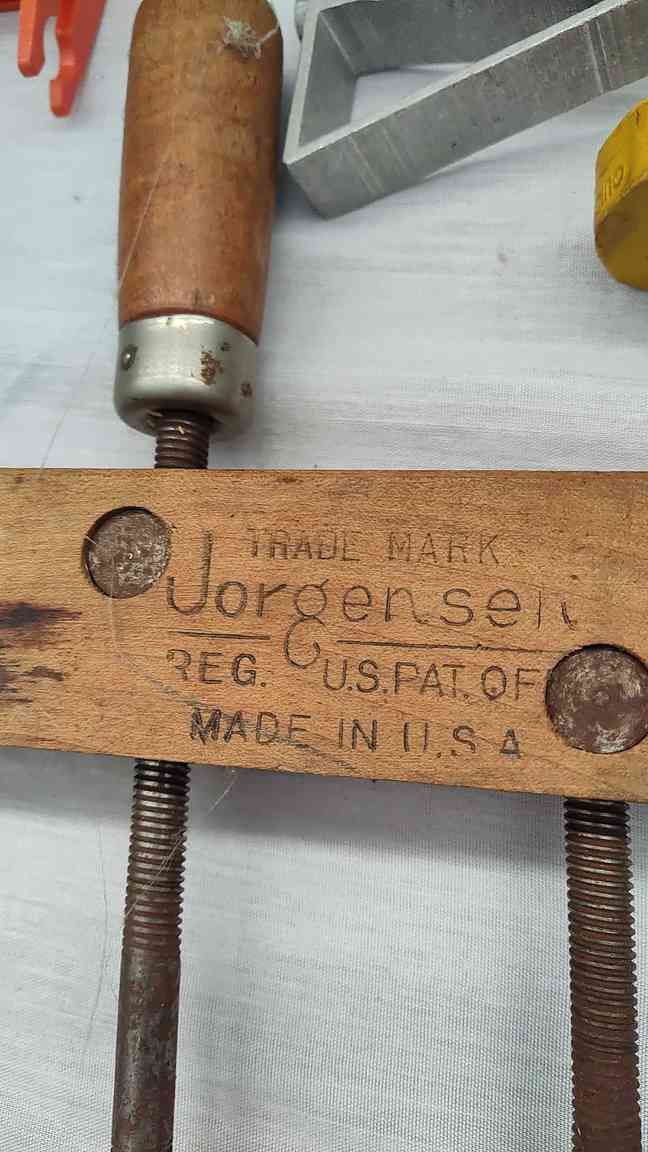 TRADE MARK
Jorgensen
REG. U.S.PAT.OF
MADE IN U.S.A